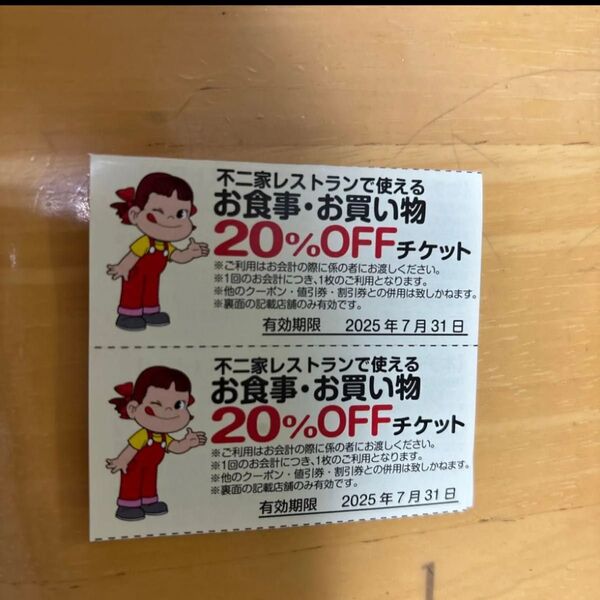 不二家レストランで使える
お食事・お買い物
20%OFFチケット
※ご利用はお会計の際に係の者にお渡しください。
※1回のお会計につき、1枚のご利用となります。
※他のクーポン・値引券・割引券との併用は致しかねます。
※裏面の記載店舗のみ有効です。
有効期限 2025年7月31日
不二家レストランで使える
お食事・お買い物
20%OFFチケット
※ご利用はお会計の際に係の者にお渡しください。
※1回のお会計につき、1枚のご利用となります。
※他のクーポン・値引券・割引券との併用は致しかねます。
※裏面の記載店舗のみ有効です。
有効期限 2025年7月31日